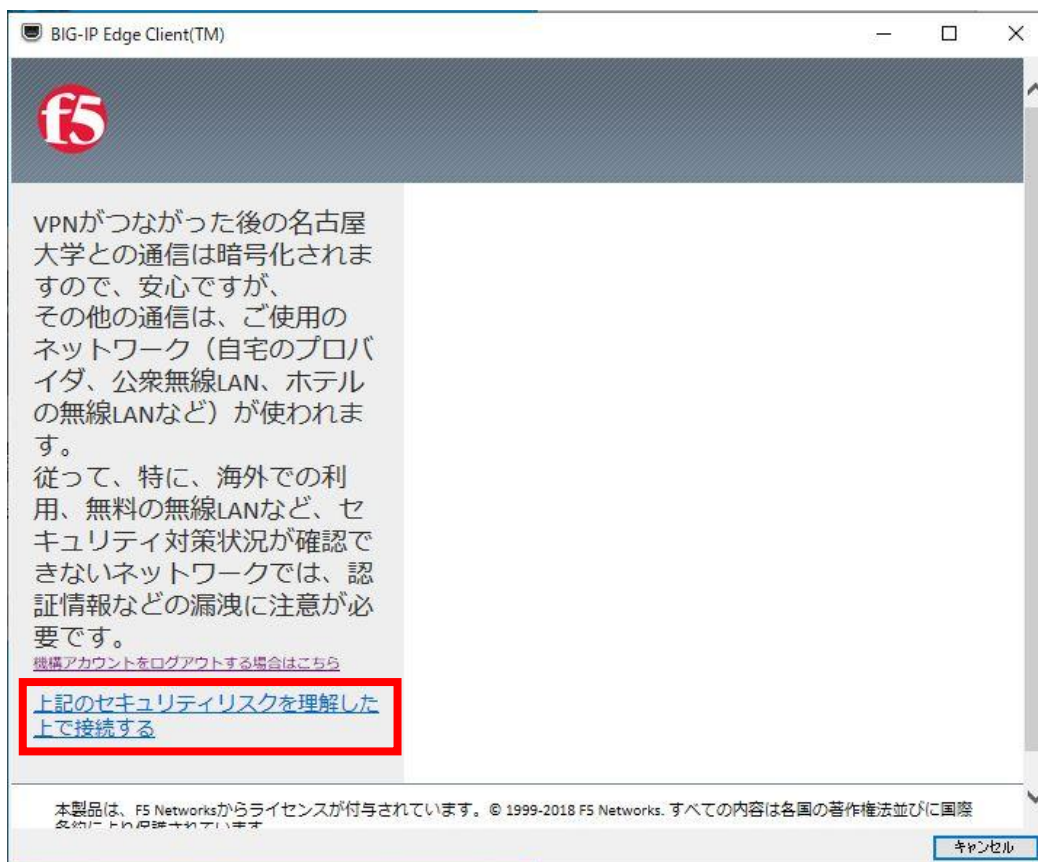 BIG-IP Edge Client(TM)
f5
VPNがつながった後の名古屋
大学との通信は暗号化されま
すので、安心ですが、
その他の通信は、ご使用の
ネットワーク（自宅のプロバ
イダ、公衆無線LAN、ホテル
の無線LANなど）が使われま
す。
従って、特に、海外での利
用、無料の無線LANなど、セ
キュリティ対策状況が確認で
きないネットワークでは、認
証情報などの漏洩に注意が必
要です。
機構アカウントをログアウトする場合はこちら
上記のセキュリティリスクを理解した
上で接続する
本製品は、F5 Networksからライセンスが付与されています。© 1999-2018 F5 Networks. すべての内容は各国の著作権法並びに国際
条約により保護されています
キャンセル